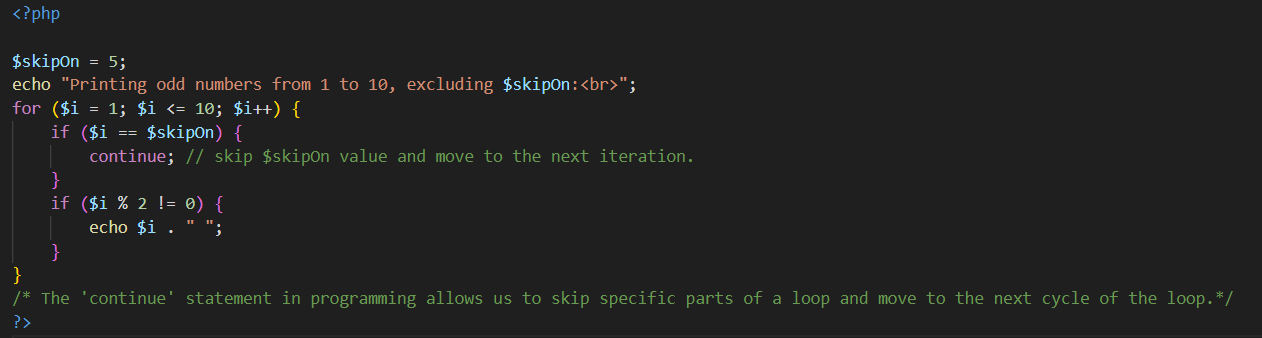 <?php

$skipOn = 5;
echo "Printing odd numbers from 1 to 10, excluding $skipOn:<br>";
for ($i = 1; $i <= 10; $i++) {
    if ($i == $skipOn) {
        continue; // skip $skipOn value and move to the next iteration.
    }
    if ($i % 2 != 0) {
        echo $i . " ";
    }
}
/* The 'continue' statement in programming allows us to skip specific parts of a loop and move to the next cycle of the loop.*/
?>